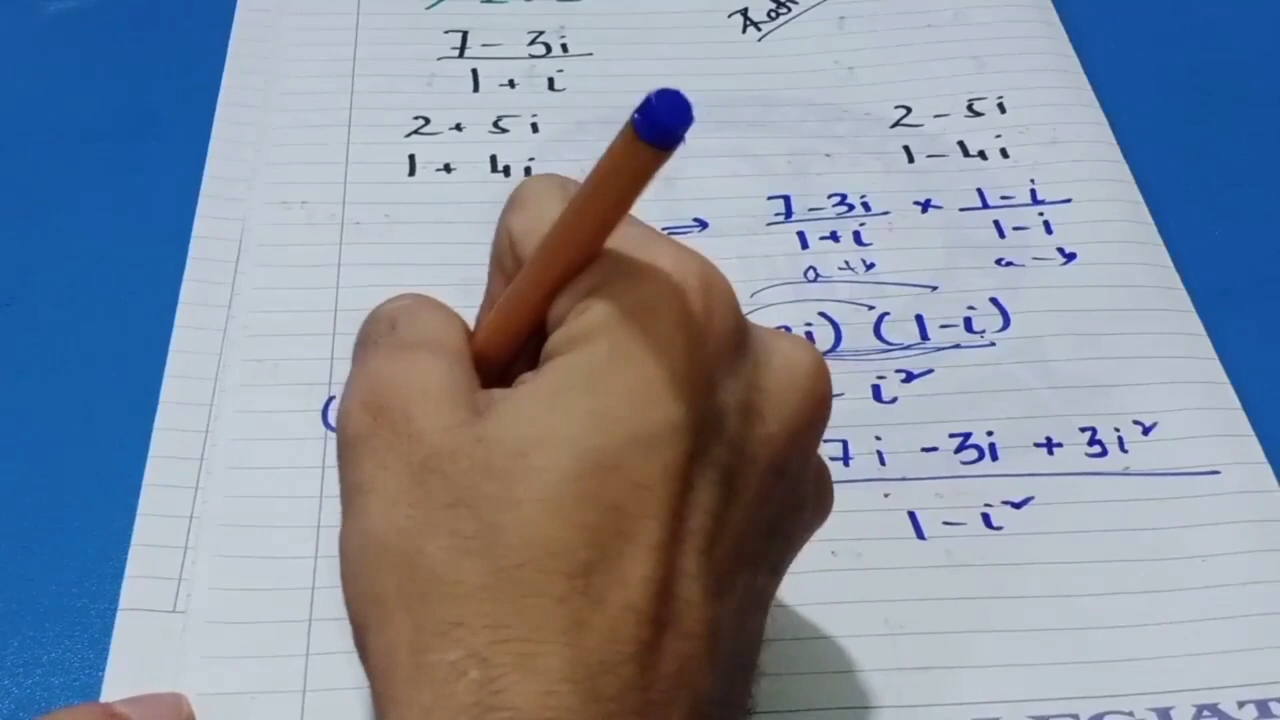 7 - 3i
1 + i
2 + 5i
1 + 4i
2 - 5i
1 - 4i
⇒ 7 - 3i / 1 + i × 1 - i / 1 - i
a + b a - b
i) (1 - i)
- i²
7i - 3i + 3i²
1 - i²
(